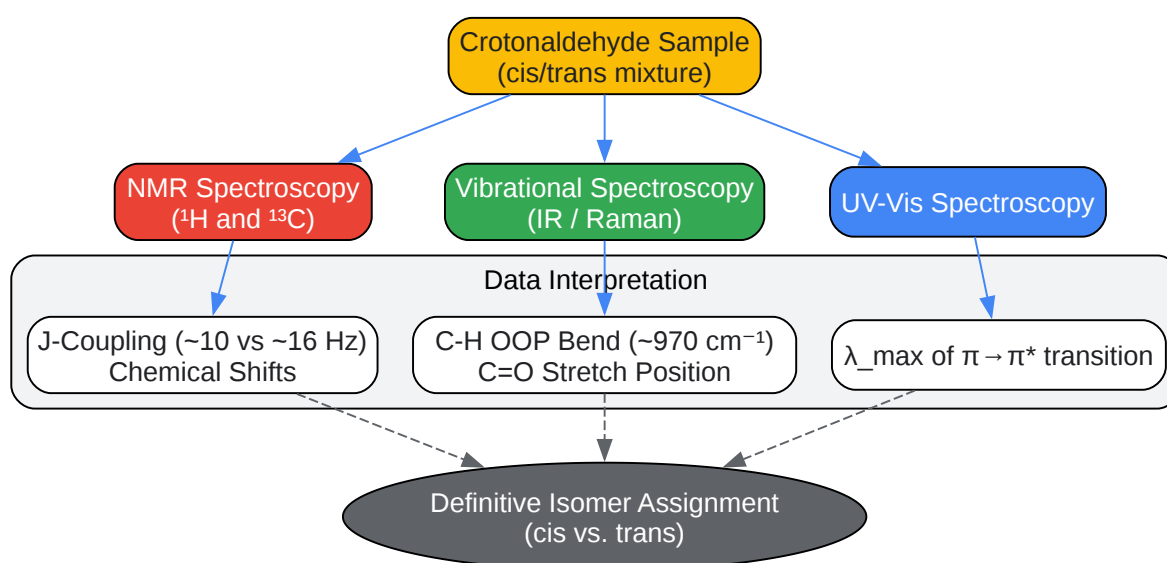 Crotonaldehyde Sample
(cis/trans mixture)
NMR Spectroscopy
(¹H and ¹³C)
Vibrational Spectroscopy
(IR / Raman)
UV-Vis Spectroscopy
Data Interpretation
J-Coupling (~10 vs ~16 Hz)
Chemical Shifts
C-H OOP Bend (~970 cm⁻¹)
C=O Stretch Position
λ_max of π→π* transition
Definitive Isomer Assignment
(cis vs. trans)